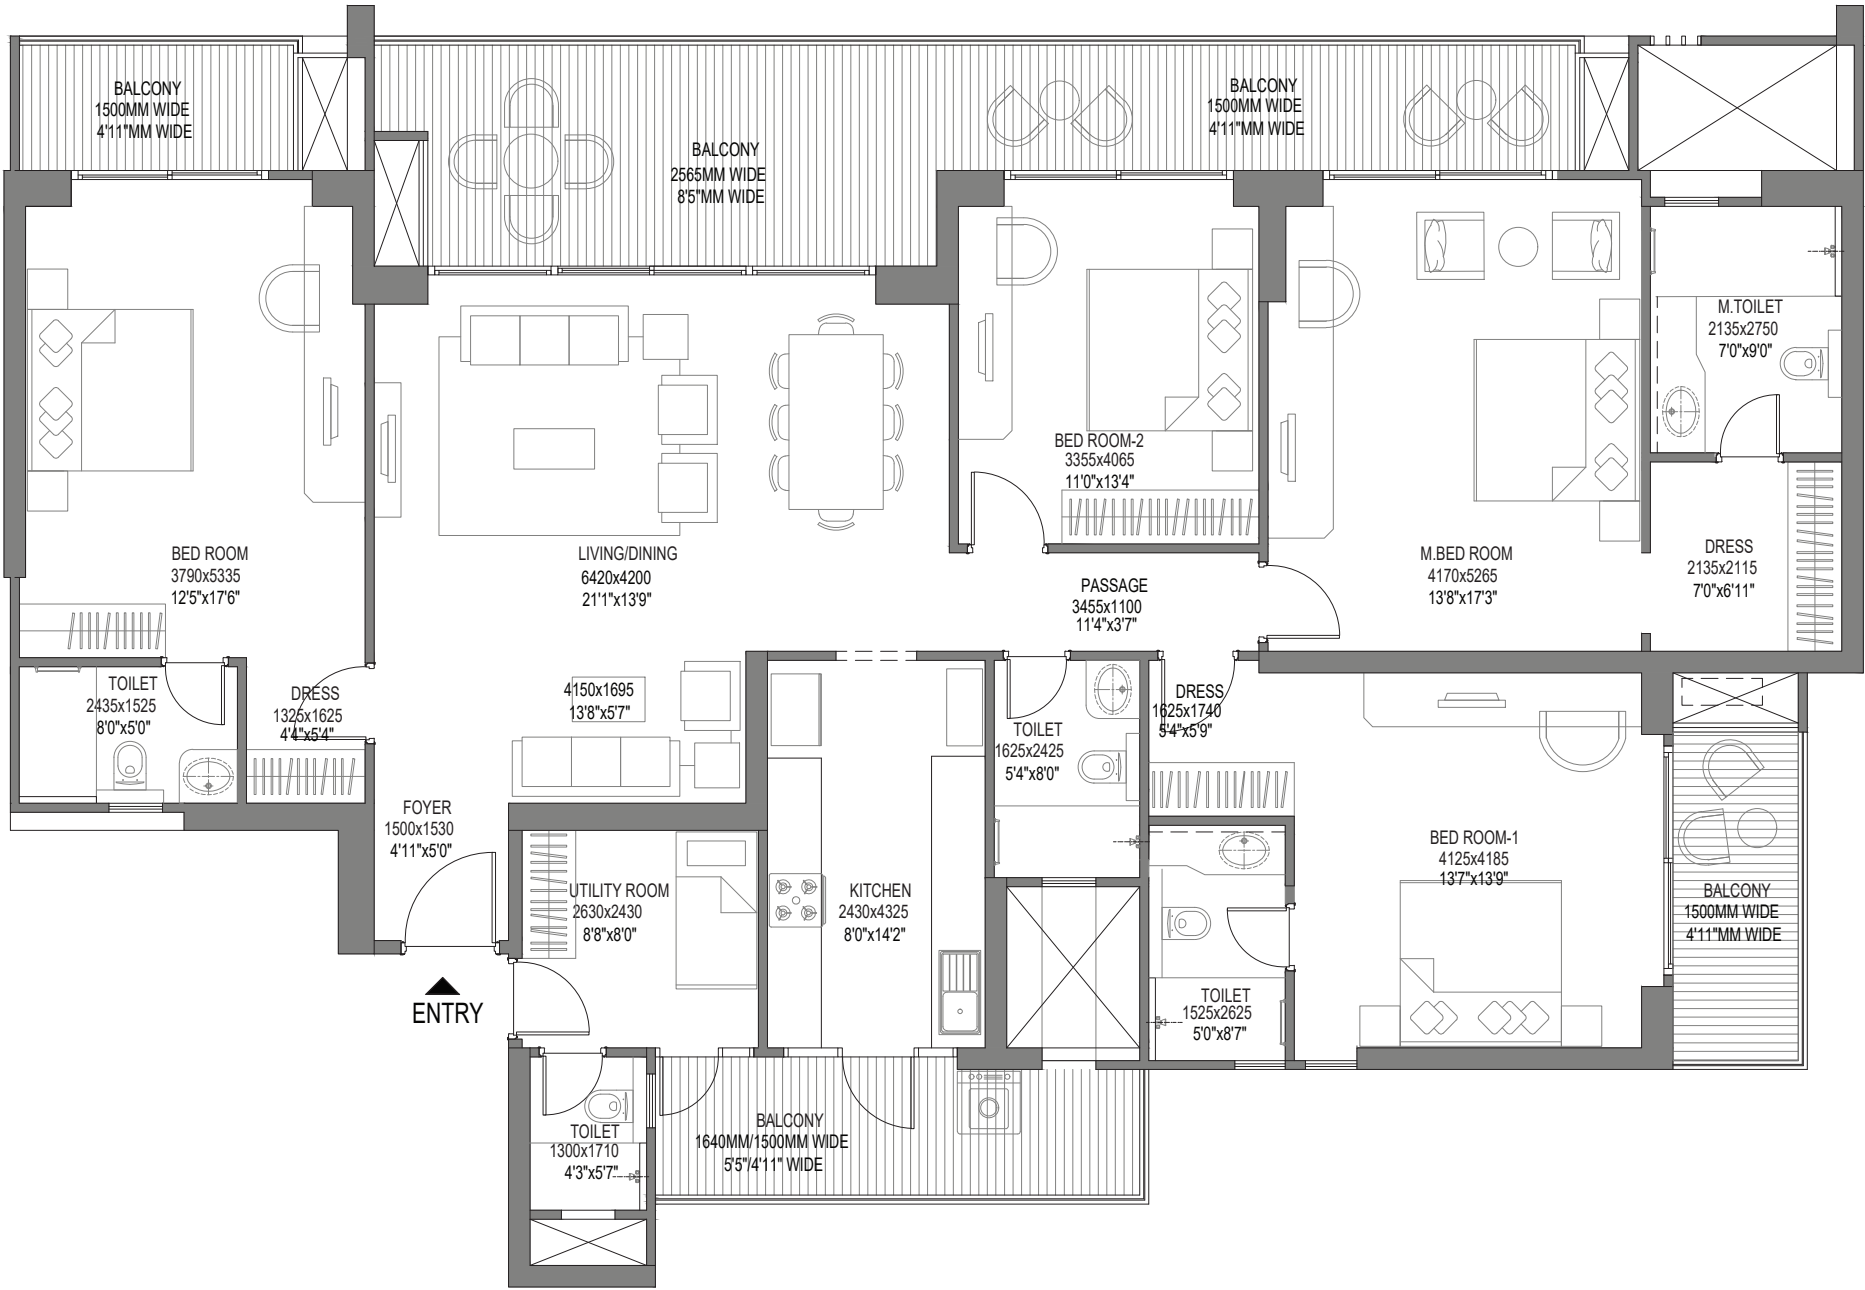 BALCONY
1500MM WIDE
4'11"MM WIDE
BALCONY
2565MM WIDE
8'5"MM WIDE
BALCONY
1500MM WIDE
4'11"MM WIDE
M.TOILET
2135x2750
7'0"x9'0"
BED ROOM-2
3355x4065
11'0"x13'4"
BED ROOM
3790x5335
12'5"x17'6"
LIVING/DINING
6420x4200
21'1"x13'9"
PASSAGE
3455x1100
11'4"x3'7"
M.BED ROOM
4170x5265
13'8"x17'3"
DRESS
2135x2115
7'0"x6'11"
TOILET
2435x1525
8'0"x5'0"
DRESS
1325x1625
4'4"x5'4"
4150x1695
13'8"x5'7"
TOILET
1625x2425
5'4"x8'0"
DRESS
1625x1740
5'4"x5'9"
FOYER
1500x1530
4'11"x5'0"
UTILITY ROOM
2630x2430
8'8"x8'0"
KITCHEN
2430x4325
8'0"x14'2"
BED ROOM-1
4125x4185
13'7"x13'9"
BALCONY
1500MM WIDE
4'11"MM WIDE
TOILET
1525x2625
5'0"x8'7"
ENTRY
TOILET
1300x1710
4'3"x5'7"
BALCONY
1640MM/1500MM WIDE
5'5"/4'11" WIDE